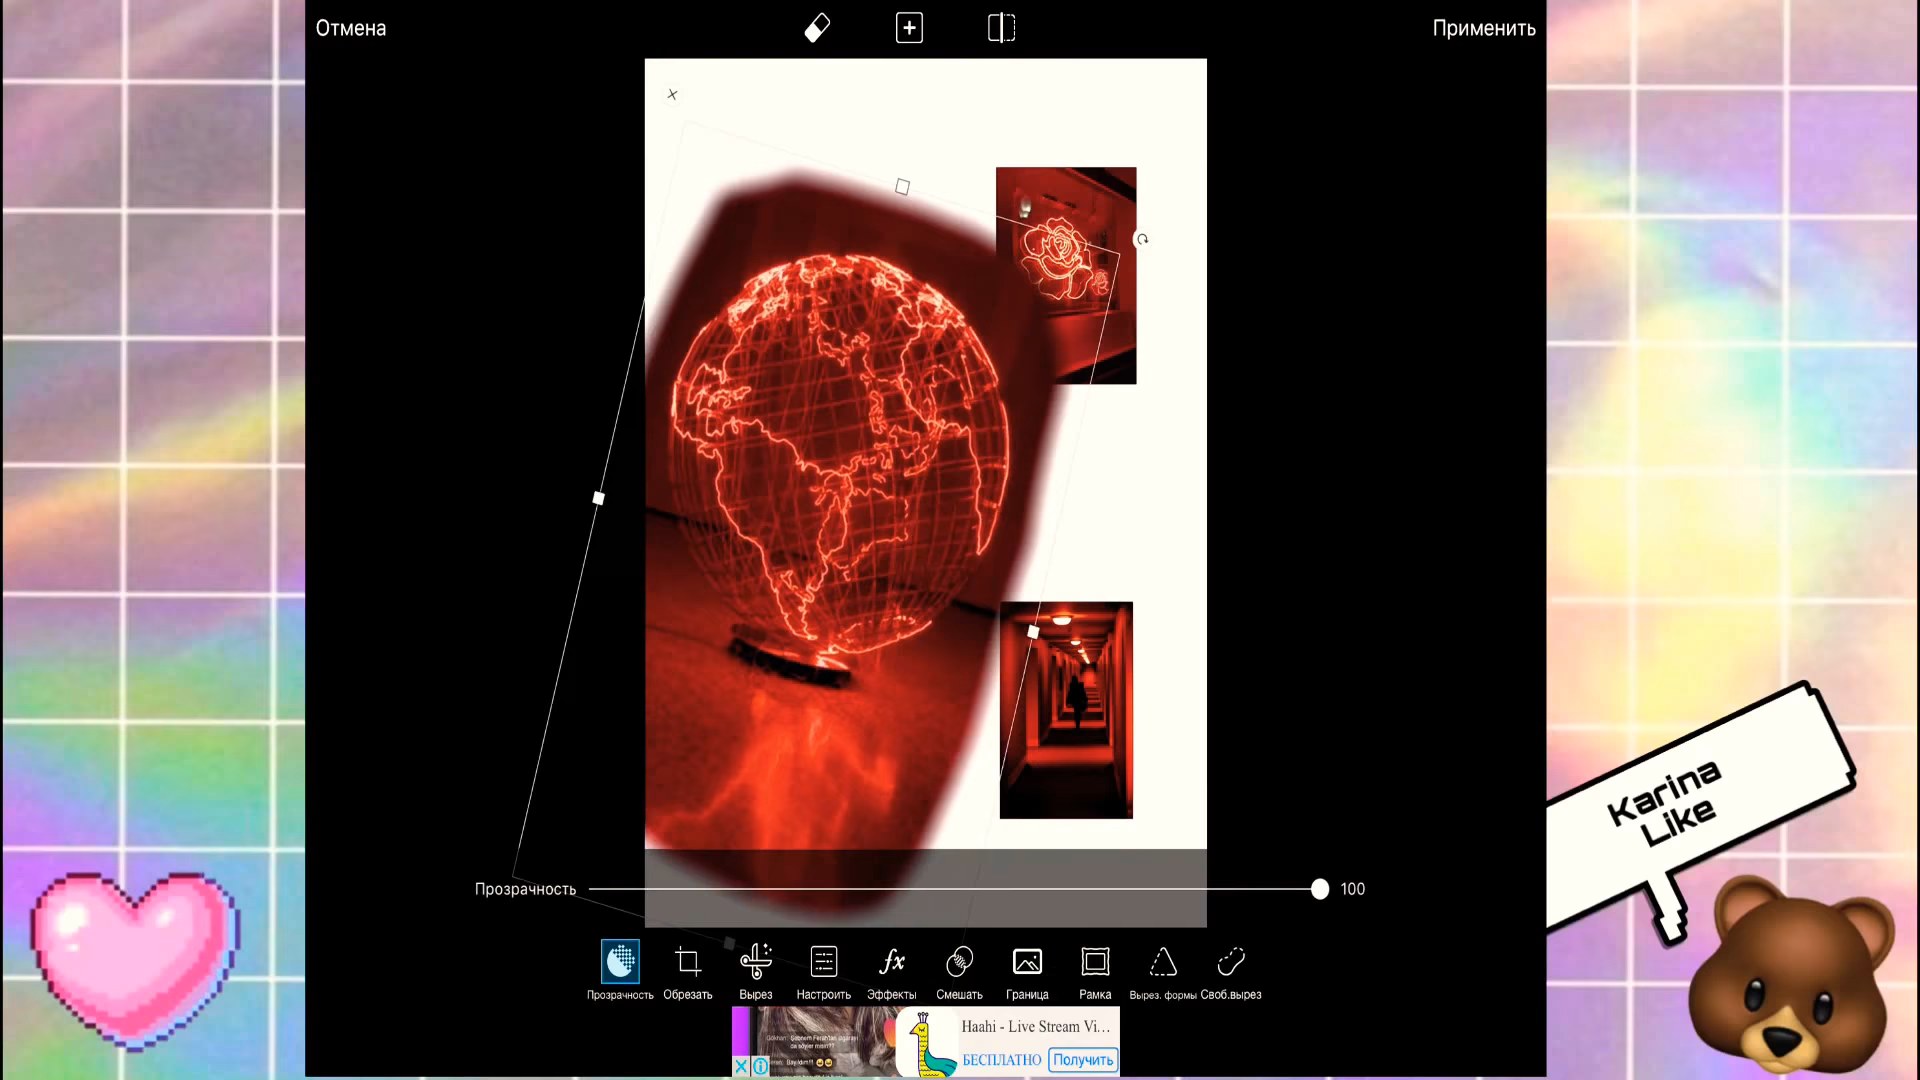 Отмена
Применить
Karina
Like
Прозрачность
100
Прозрачность Обрезать Вырез Настроить Эффекты Смешать Граница Рамка Вырез. формы Своб.вырез
Haahi - Live Stream Vi...
БЕСПЛАТНО Получить